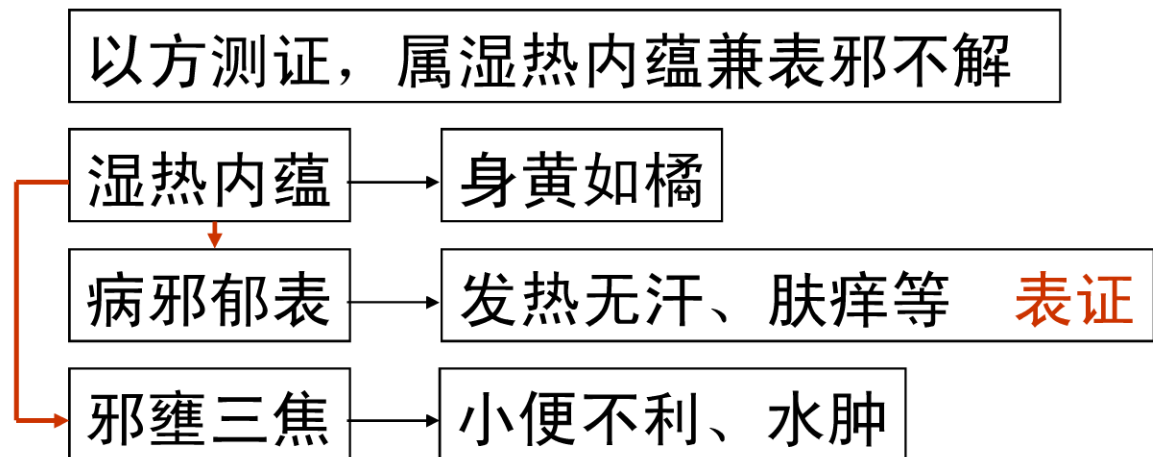 以方测证，属湿热内蕴兼表邪不解
湿热内蕴 身黄如橘
病邪郁表 发热无汗、肤痒等 表证
邪壅三焦 小便不利、水肿